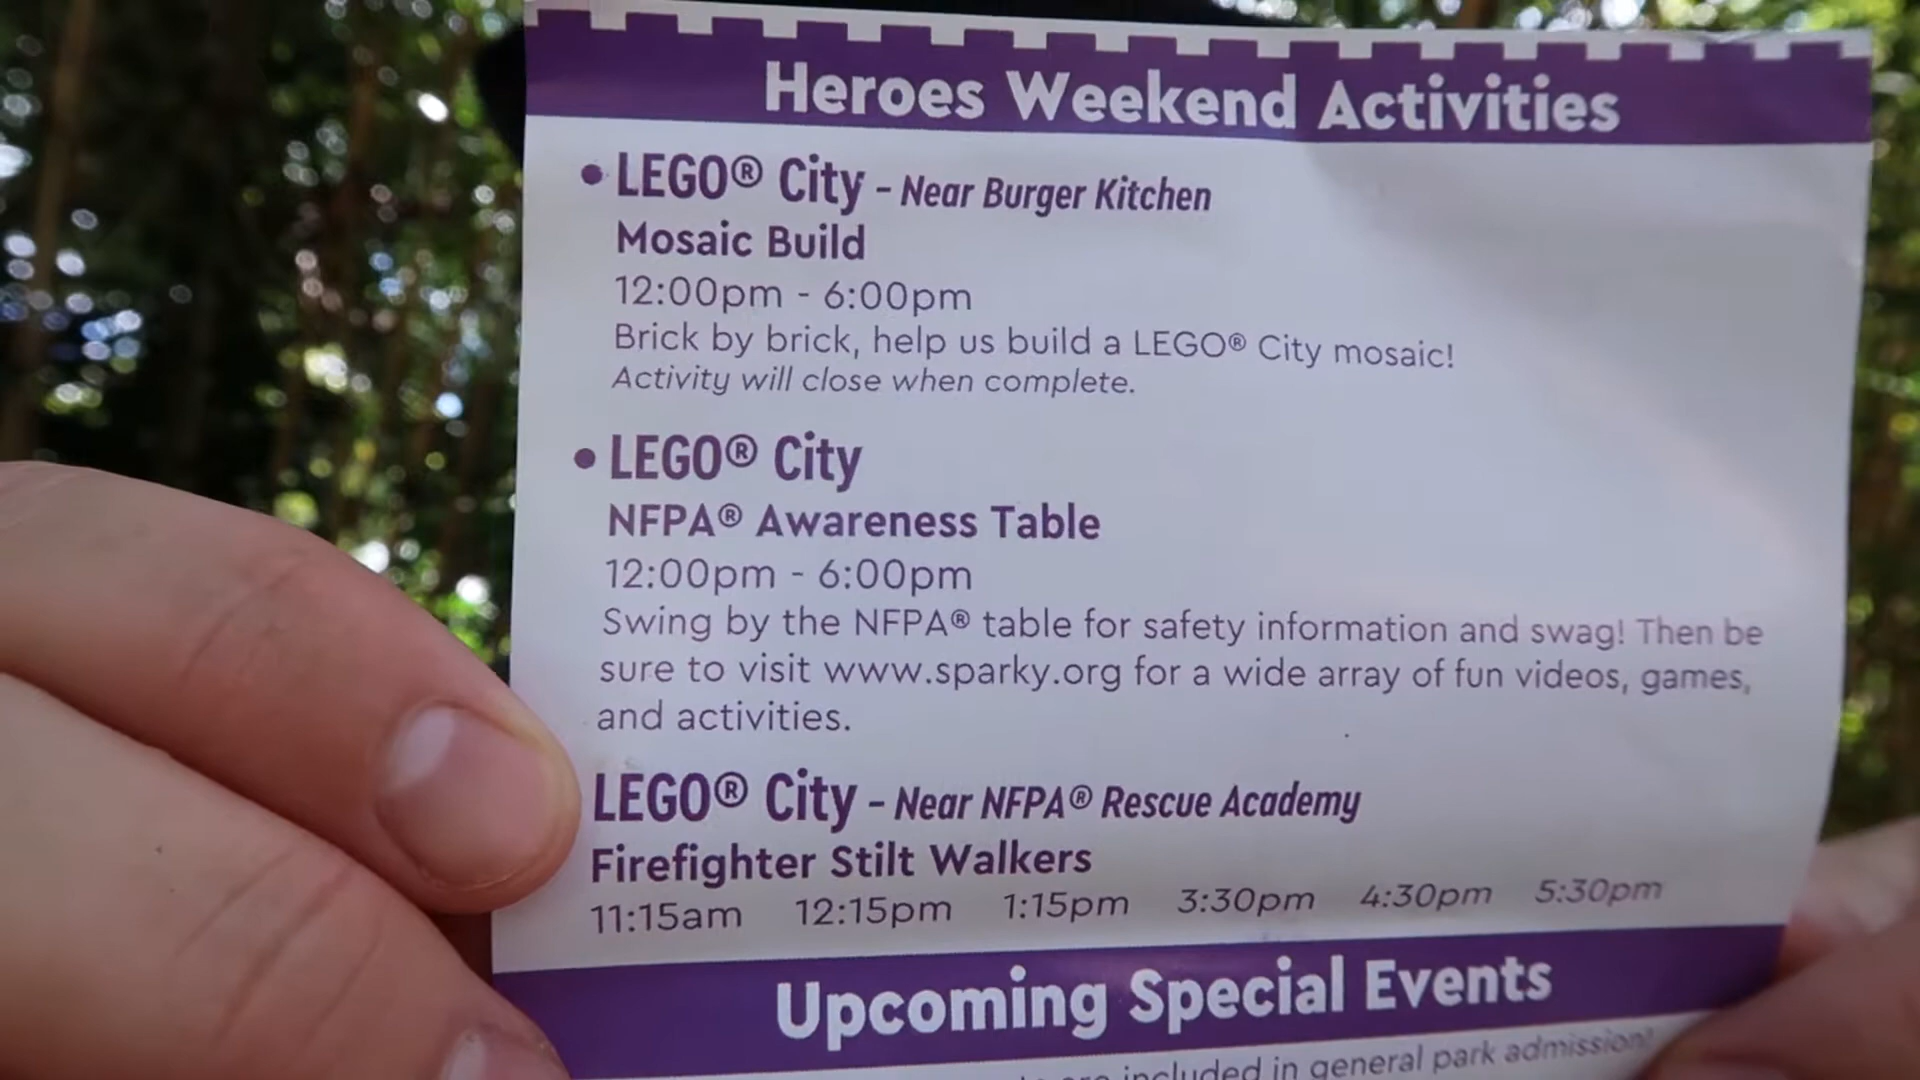 Heroes Weekend Activities
• LEGO® City - Near Burger Kitchen
Mosaic Build
12:00pm - 6:00pm
Brick by brick, help us build a LEGO® City mosaic!
Activity will close when complete.
• LEGO® City
NFPA® Awareness Table
12:00pm - 6:00pm
Swing by the NFPA® table for safety information and swag! Then be
sure to visit www.sparky.org for a wide array of fun videos, games,
and activities.
LEGO® City - Near NFPA® Rescue Academy
Firefighter Stilt Walkers
11:15am 12:15pm 1:15pm 3:30pm 4:30pm 5:30pm
Upcoming Special Events
included in general park admission